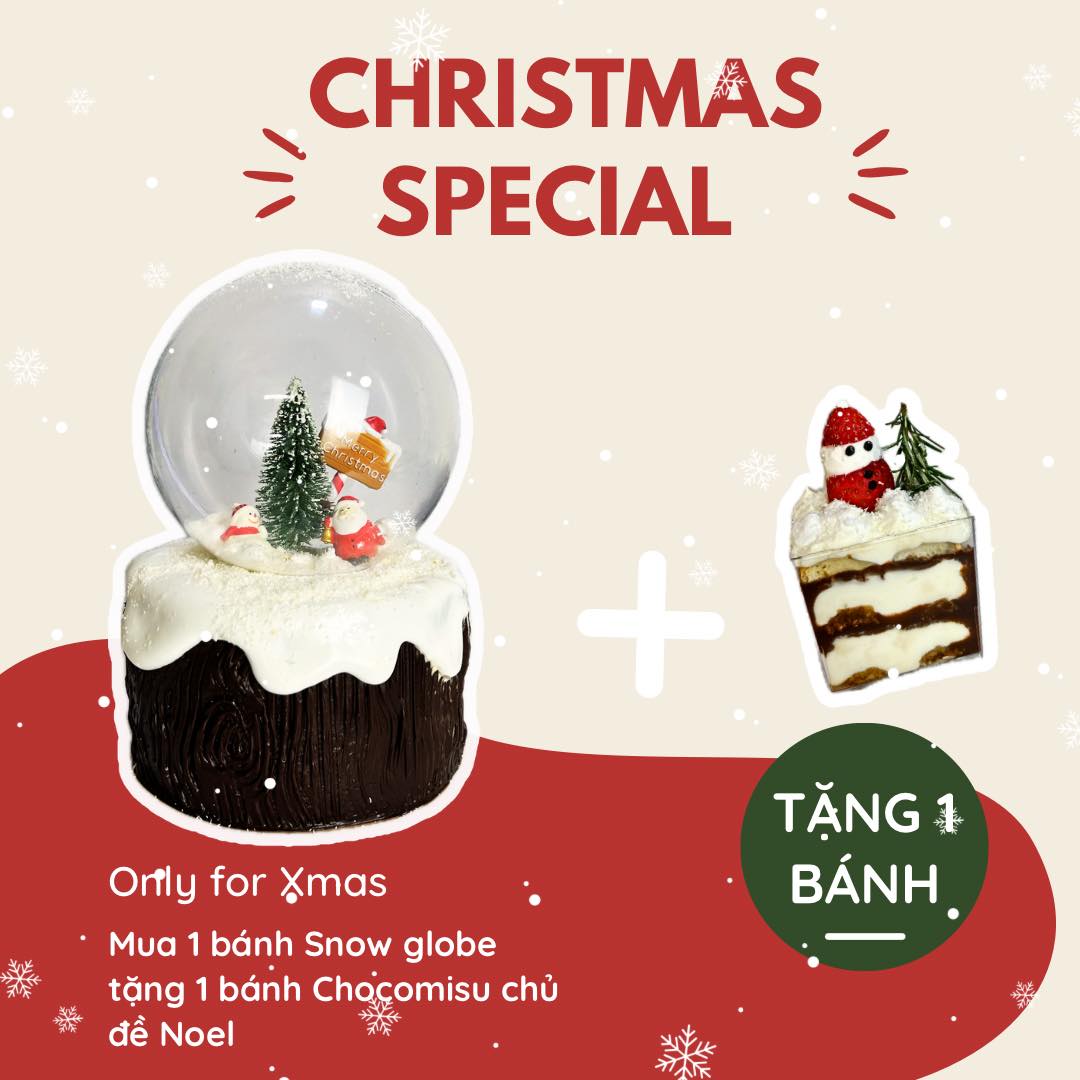 CHRISTMAS
SPECIAL
Merry
Christmas
TẶNG 1
BÁNH
Only for Xmas
Mua 1 bánh Snow globe
tặng 1 bánh Chocomisu chủ
đề Noel